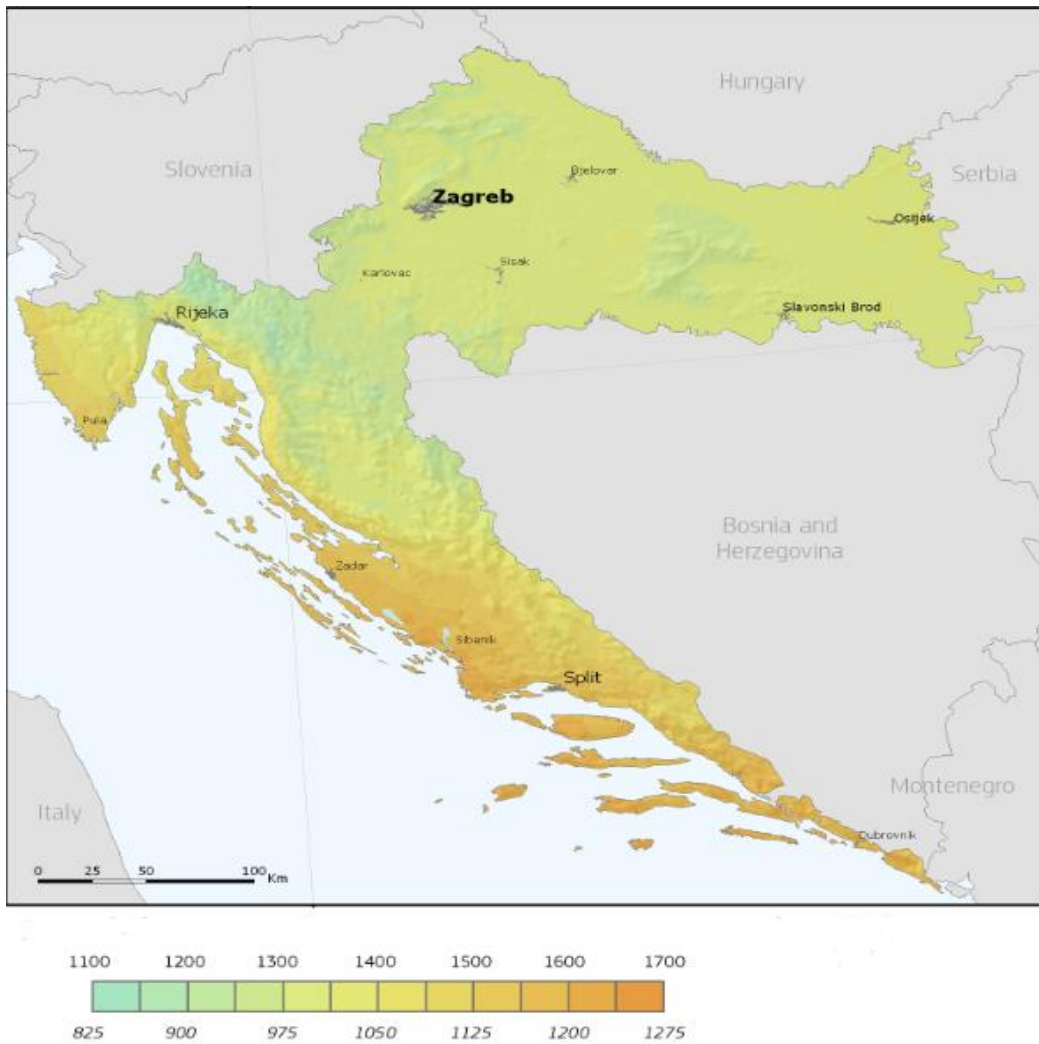 Hungary
Slovenia
Bjelovar
Serbia
Zagreb
Osijek
Sisak
Karlovac
Rijeka
Slavonski Brod
Pula
Bosnia and
Herzegovina
Zadar
Sibenik
Split
Montenegro
Italy
Dubrovnik
0 25 50 100 Km
1100 1200 1300 1400 1500 1600 1700
825 900 975 1050 1125 1200 1275